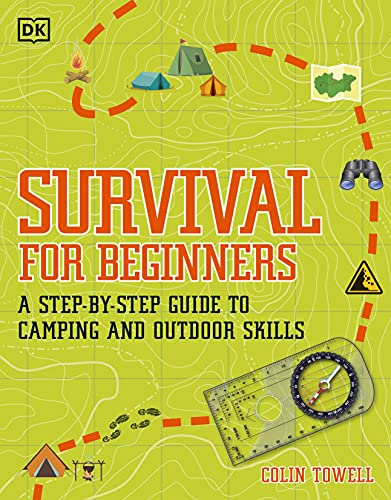 DK
SURVIVAL
FOR BEGINNERS
A STEP-BY-STEP GUIDE TO
CAMPING AND OUTDOOR SKILLS
COLIN TOWELL